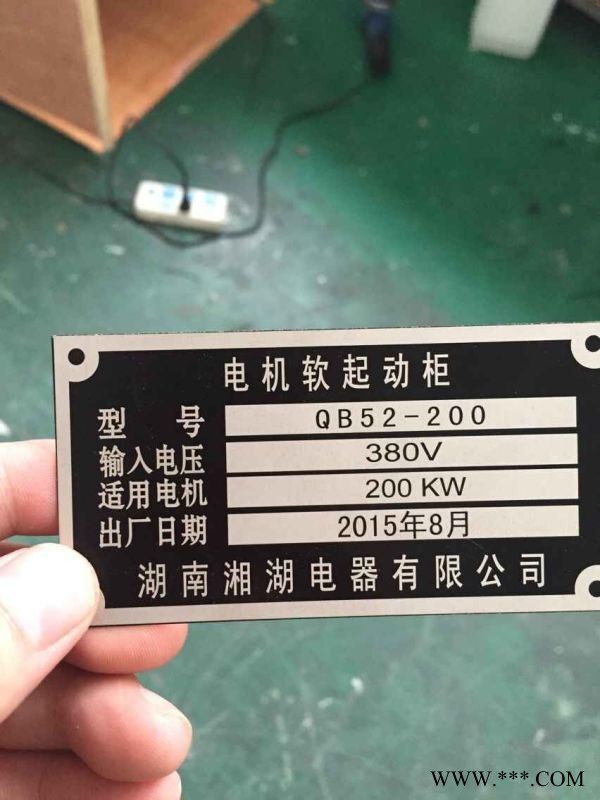 电机软起动柜
型 号 QB52-200
输入电压 380V
适用电机 200 KW
出厂日期 2015年8月
湖南湘湖电器有限公司
WWW.***.COM